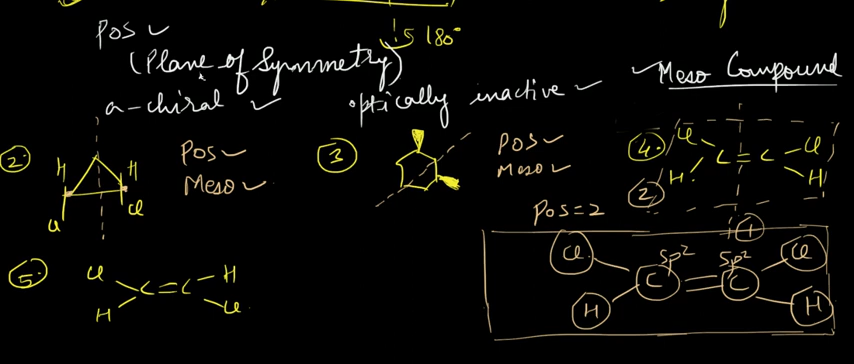 POS ✓
180°
(Plane of Symmetry)
a-chiral ✓ optically inactive ✓ ✓ Meso Compound
② H H Cl Cl POS ✓
Meso ✓
③ POS ✓
Meso ✓
④ Cl C = C Cl
② H H
POS = 2
①
Cl sp² sp² Cl
C = C
H H
⑤ Cl C = C H
H Cl